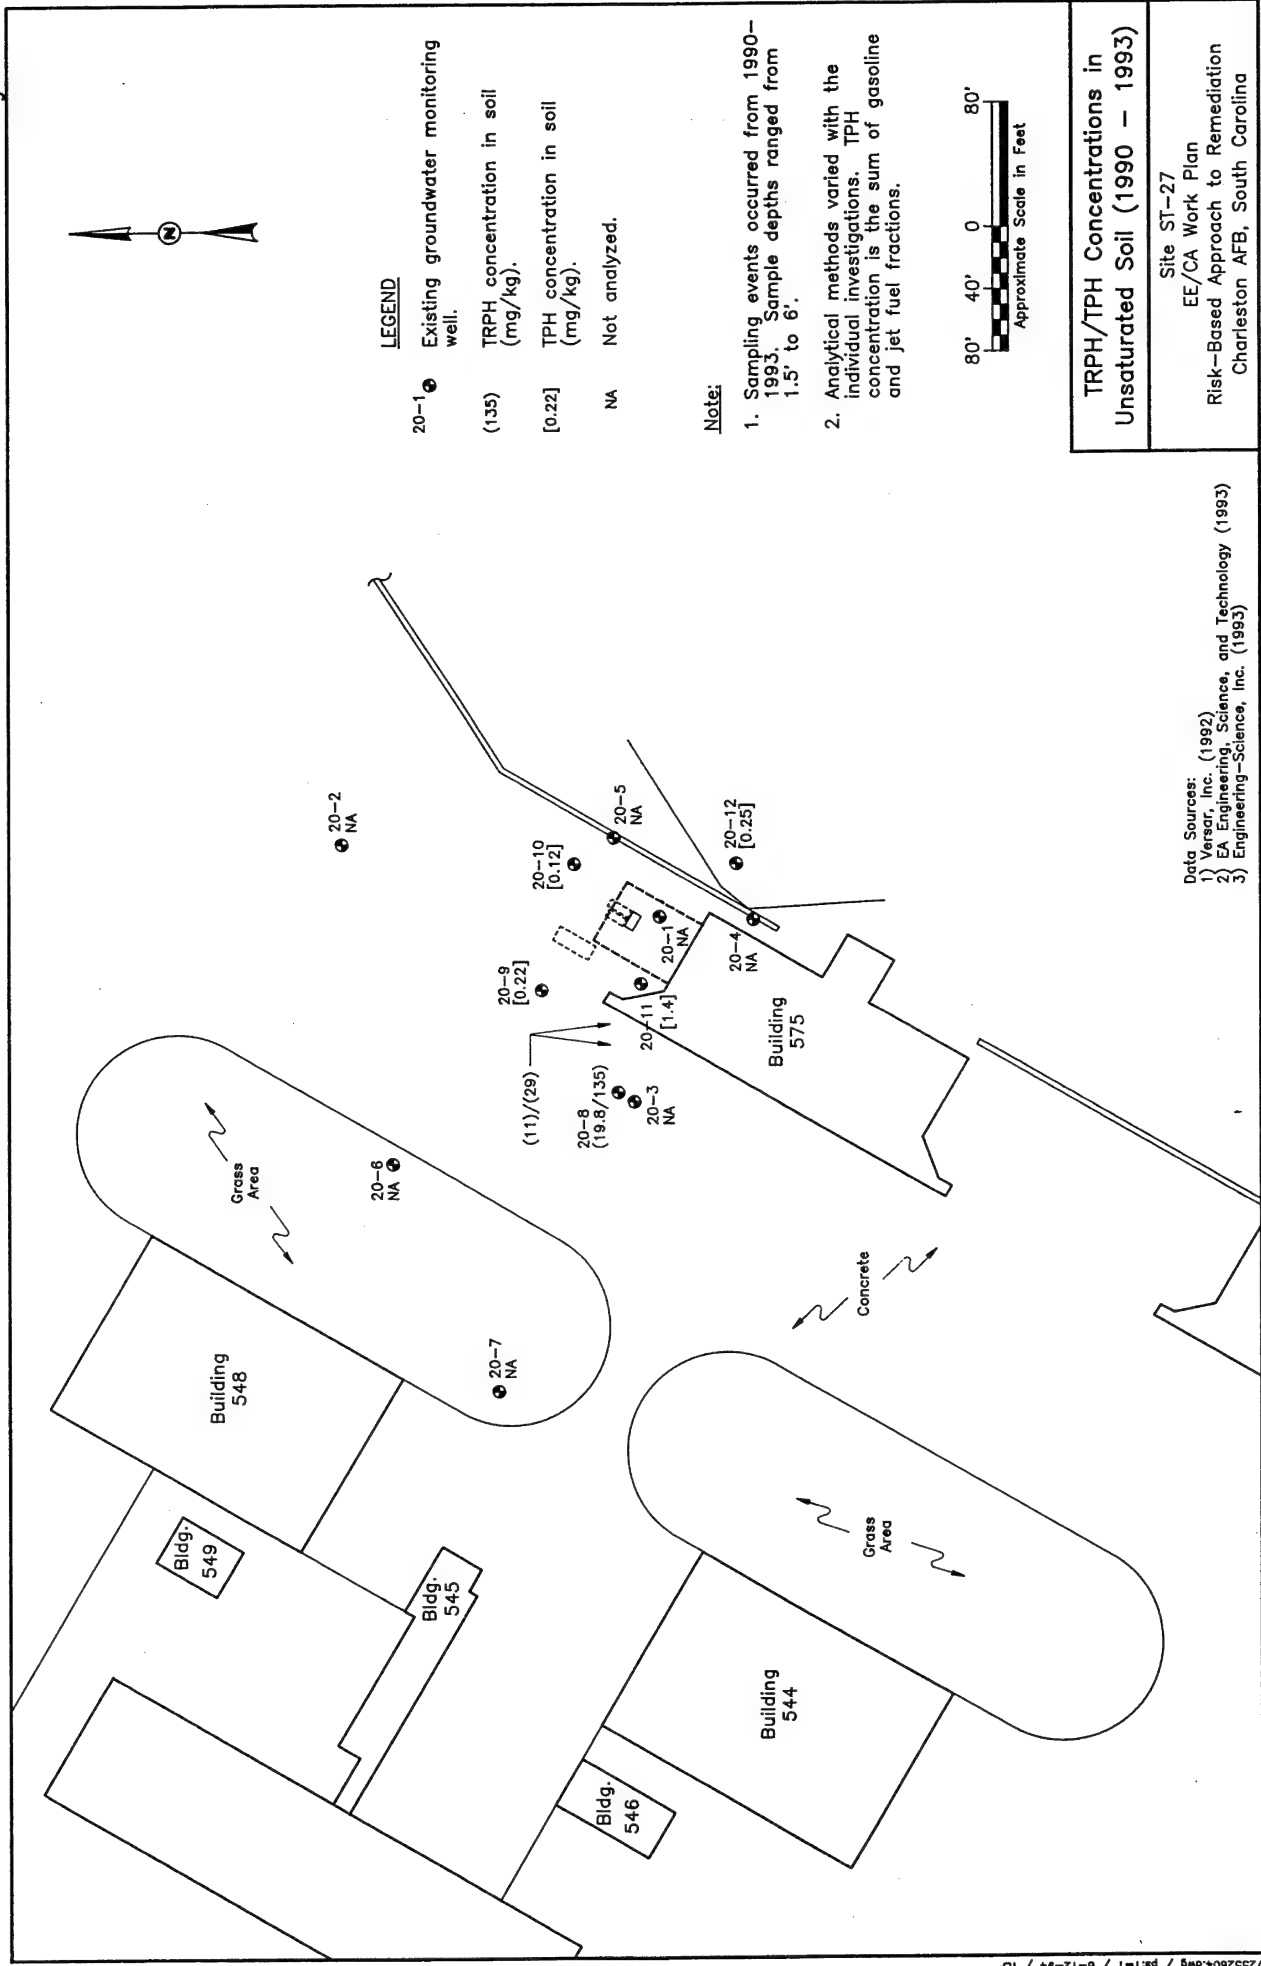 LEGEND
20-1
Existing groundwater monitoring
well.
(135)
TRPH concentration in soil
(mg/kg).
[0.22]
TPH concentration in soil
(mg/kg).
NA
Not analyzed.
Note:
1. Sampling events occurred from 1990-
1993. Sample depths ranged from
1.5' to 6'.
2. Analytical methods varied with the
individual investigations. TPH
concentration is the sum of gasoline
and jet fuel fractions.
80' 40' 0 80'
Approximate Scale in Feet
TRPH/TPH Concentrations in
Unsaturated Soil (1990 - 1993)
Site ST-27
EE/CA Work Plan
Risk-Based Approach to Remediation
Charleston AFB, South Carolina
N
20-2
NA
20-10
[0.12]
20-5
NA
20-12
[0.25]
20-9
[0.22]
20-1
NA
20-4
NA
20-11
[1.4]
(11)/(29)
20-8
(19.8/135)
20-3
NA
Building
575
Grass
Area
20-6
NA
20-7
NA
Building
548
Bldg.
549
Bldg.
545
Concrete
Grass
Area
Building
544
Bldg.
546
Data Sources:
1) Versar, Inc. (1992)
2) EA Engineering, Science, and Technology (1993)
3) Engineering-Science, Inc. (1993)